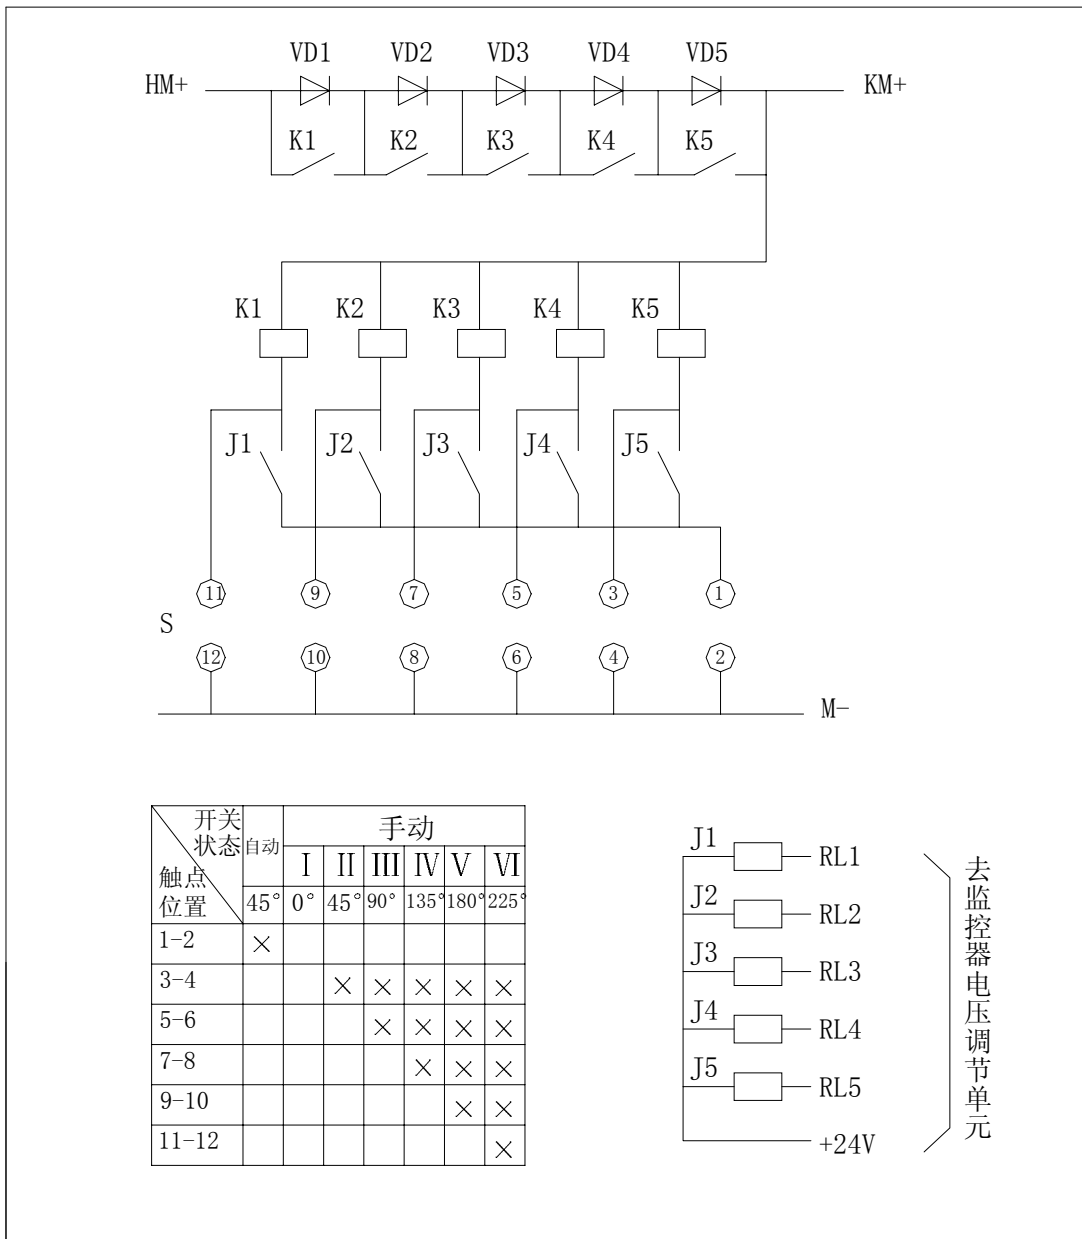 VD1 VD2 VD3 VD4 VD5
HM+ KM+
K1 K2 K3 K4 K5
K1 K2 K3 K4 K5
J1 J2 J3 J4 J5
11 9 7 5 3 1
S
12 10 8 6 4 2
M-
开关状态 自动 手动
I II III IV V VI
触点位置 45° 0° 45° 90° 135° 180° 225°
1-2 ×
3-4 × × × × ×
5-6 × × × ×
7-8 × × ×
9-10 × ×
11-12 ×
J1 RL1
J2 RL2
J3 RL3
J4 RL4
J5 RL5
+24V
去监控器电压调节单元